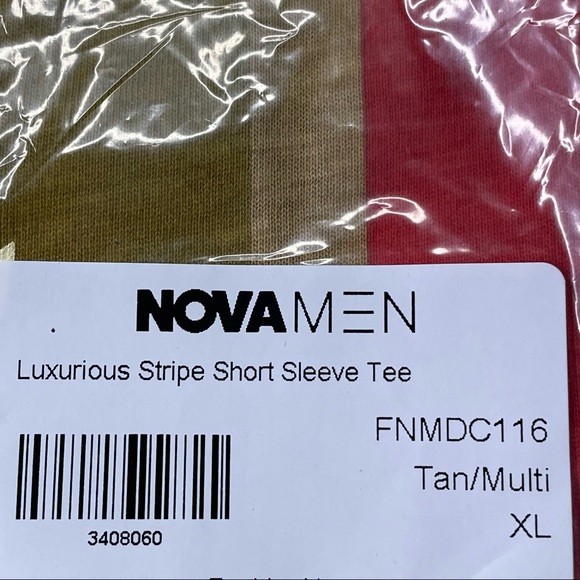 NOVAMEN
Luxurious Stripe Short Sleeve Tee
FNMDC116
Tan/Multi
XL
3408060